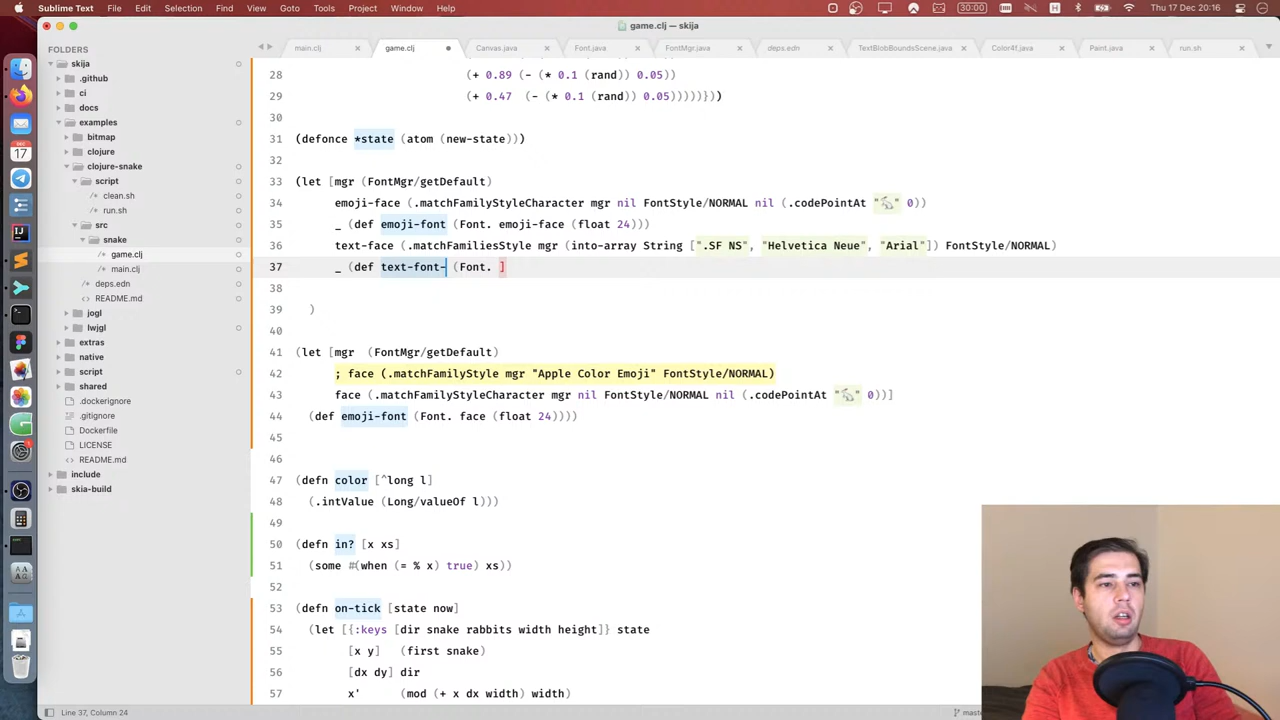 Sublime Text File Edit Selection Find View Goto Tools Project Window Help 30:00 Thu 17 Dec 20:16
game.clj — skija
FOLDERS
skija
.github
ci
docs
examples
bitmap
clojure
clojure-snake
script
clean.sh
run.sh
src
snake
game.clj
main.clj
deps.edn
README.md
jogl
lwjgl
extras
native
script
shared
.dockerignore
.gitignore
Dockerfile
LICENSE
README.md
include
skia-build
main.clj game.clj Canvas.java Font.java FontMgr.java deps.edn TextBlobBoundsScene.java Color4f.java Paint.java run.sh
28 (+ 0.89 (- (* 0.1 (rand)) 0.05))
29 (+ 0.47 (- (* 0.1 (rand)) 0.05)))))}))
30
31 (defonce *state (atom (new-state)))
32
33 (let [mgr (FontMgr/getDefault)
34 emoji-face (.matchFamilyStyleCharacter mgr nil FontStyle/NORMAL nil (.codePointAt "🐇" 0))
35 _ (def emoji-font (Font. emoji-face (float 24)))
36 text-face (.matchFamiliesStyle mgr (into-array String [".SF NS", "Helvetica Neue", "Arial"]) FontStyle/NORMAL)
37 _ (def text-font- (Font. ]
38
39 )
40
41 (let [mgr (FontMgr/getDefault)
42 ; face (.matchFamilyStyle mgr "Apple Color Emoji" FontStyle/NORMAL)
43 face (.matchFamilyStyleCharacter mgr nil FontStyle/NORMAL nil (.codePointAt "🐇" 0))]
44 (def emoji-font (Font. face (float 24))))
45
46
47 (defn color [^long l]
48 (.intValue (Long/valueOf l)))
49
50 (defn in? [x xs]
51 (some #(when (= % x) true) xs))
52
53 (defn on-tick [state now]
54 (let [{:keys [dir snake rabbits width height]} state
55 [x y] (first snake)
56 [dx dy] dir
57 x' (mod (+ x dx width) width)
Line 37, Column 24